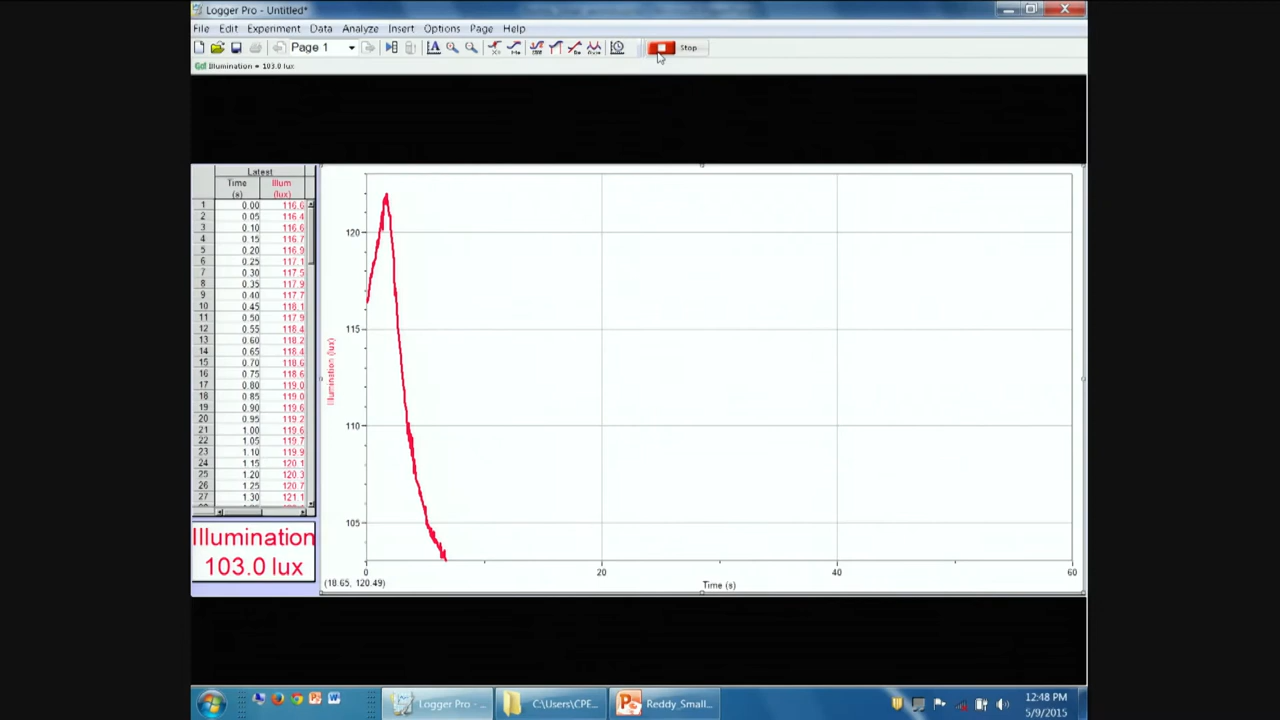 Logger Pro - Untitled*
File Edit Experiment Data Analyze Insert Options Page Help
Page 1
Stop
Go! Illumination = 103.0 lux
Latest
Time (s) Illum (lux)
1 0.00 116.6
2 0.05 116.4
3 0.10 116.6
4 0.15 116.7
5 0.20 116.9
6 0.25 117.1
7 0.30 117.5
8 0.35 117.9
9 0.40 117.7
10 0.45 118.1
11 0.50 117.9
12 0.55 118.4
13 0.60 118.2
14 0.65 118.4
15 0.70 118.6
16 0.75 118.6
17 0.80 119.0
18 0.85 119.0
19 0.90 119.6
20 0.95 119.2
21 1.00 119.6
22 1.05 119.7
23 1.10 119.9
24 1.15 120.1
25 1.20 120.3
26 1.25 120.7
27 1.30 121.1
Illumination
103.0 lux
Illumination (lux)
120
115
110
105
0 20 40 60
(18.65, 120.49)
Time (s)
Logger Pro - ...
C:\Users\CPE...
Reddy_Small...
12:48 PM
5/9/2015